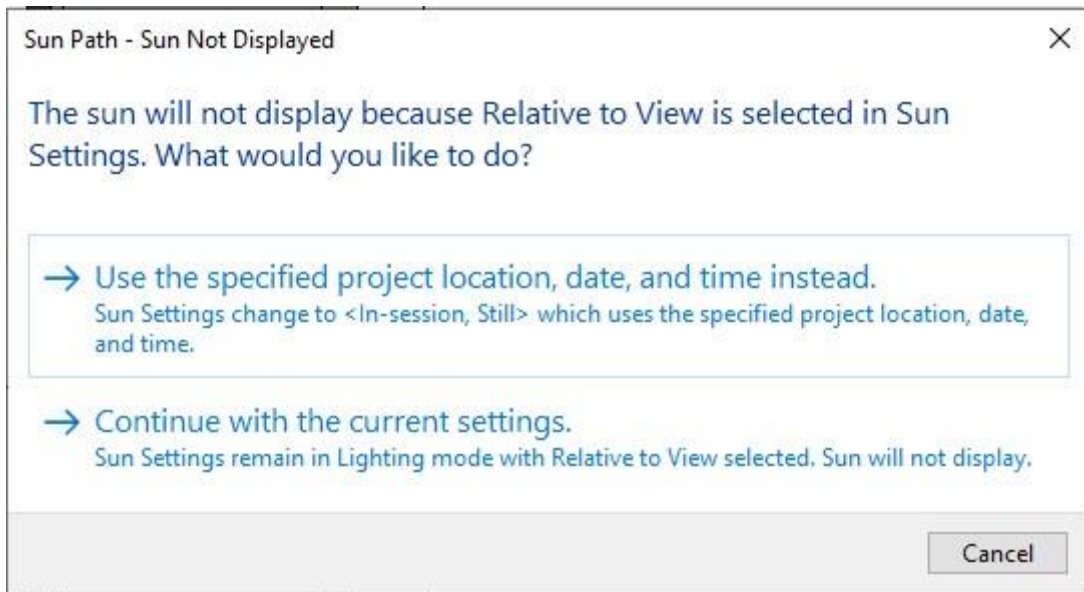 Sun Path - Sun Not Displayed
The sun will not display because Relative to View is selected in Sun
Settings. What would you like to do?
Use the specified project location, date, and time instead.
Sun Settings change to <In-session, Still> which uses the specified project location, date,
and time.
Continue with the current settings.
Sun Settings remain in Lighting mode with Relative to View selected. Sun will not display.
Cancel